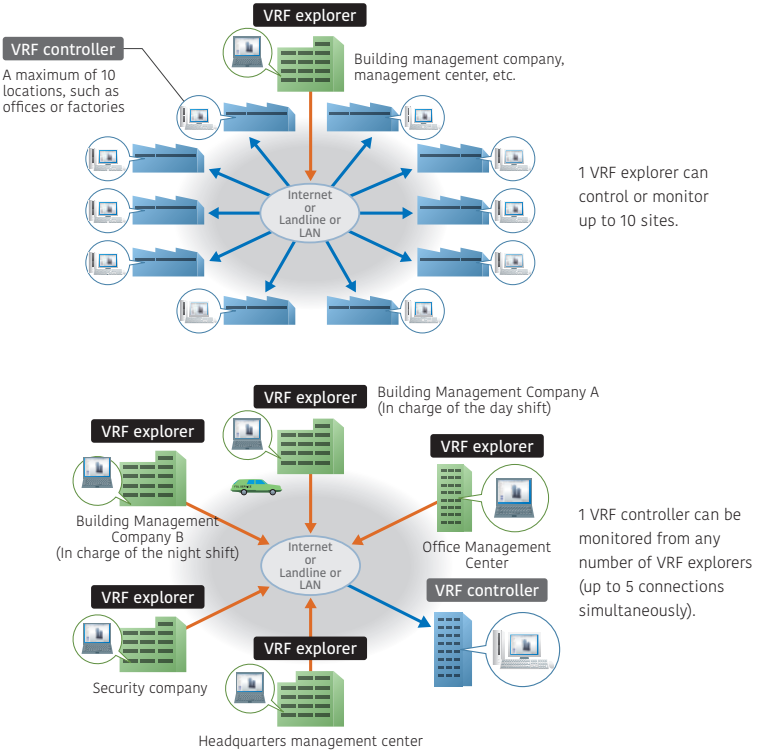 VRF explorer
VRF controller
A maximum of 10
locations, such as
offices or factories
Building management company,
management center, etc.
Internet
or
Landline or
LAN
1 VRF explorer can
control or monitor
up to 10 sites.
VRF explorer
Building Management Company A
(In charge of the day shift)
VRF explorer
Building Management
Company B
(In charge of the night shift)
VRF explorer
Office Management
Center
Internet
or
Landline or
LAN
1 VRF controller can be
monitored from any
number of VRF explorers
(up to 5 connections
simultaneously).
VRF explorer
Security company
VRF controller
VRF explorer
Headquarters management center